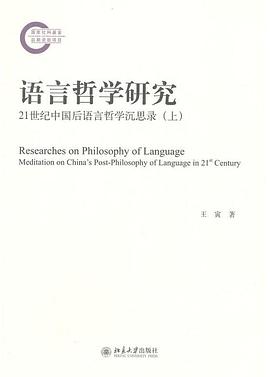 国家社科基金
后期资助项目
语言哲学研究
21世纪中国后语言哲学沉思录（上）
Researches on Philosophy of Language
Meditation on China's Post-Philosophy of Language in 21st Century
王 寅 著
北京大学出版社
PEKING UNIVERSITY PRESS